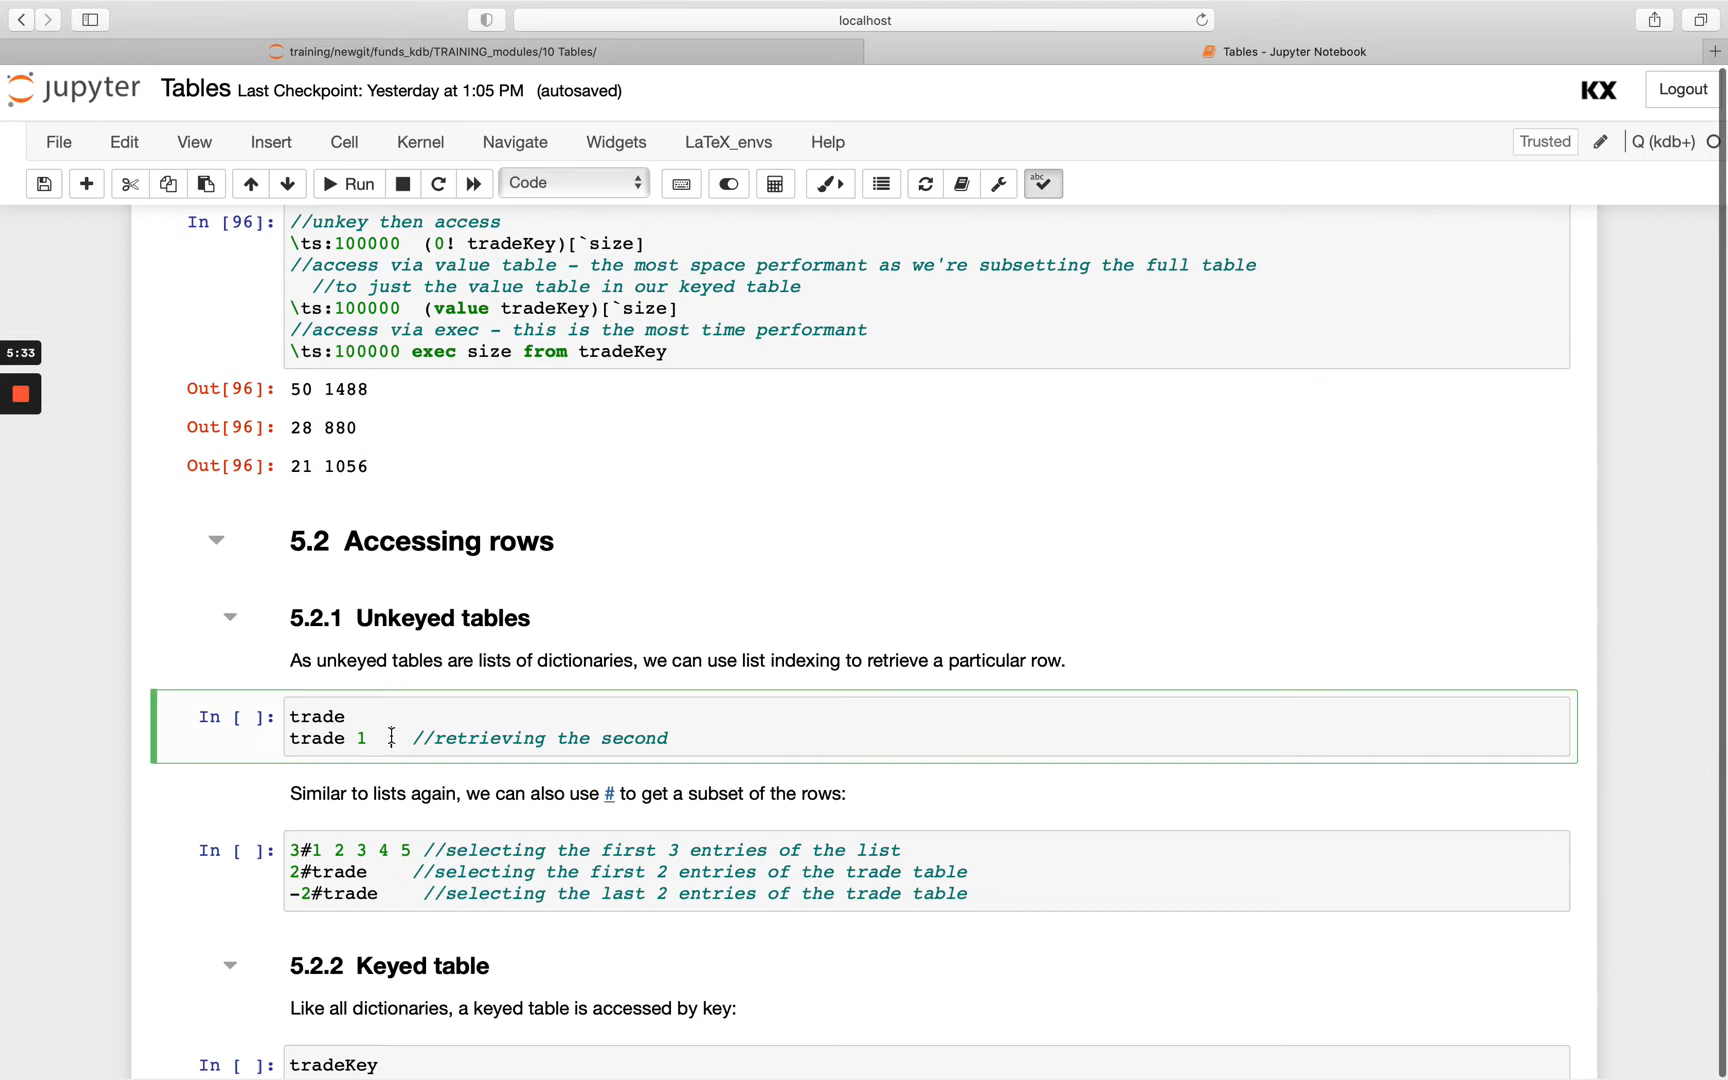 localhost
training/newgit/funds_kdb/TRAINING_modules/10 Tables/
Tables - Jupyter Notebook
jupyter Tables Last Checkpoint: Yesterday at 1:05 PM (autosaved)
KX
Logout
File Edit View Insert Cell Kernel Navigate Widgets LaTeX_envs Help
Trusted
Q (kdb+)
Run
Code
abc
In [96]: //unkey then access
\ts:100000  (0! tradeKey)[`size]
//access via value table – the most space performant as we're subsetting the full table
//to just the value table in our keyed table
\ts:100000  (value tradeKey)[`size]
//access via exec – this is the most time performant
\ts:100000 exec size from tradeKey
5:33
Out[96]: 50 1488
Out[96]: 28 880
Out[96]: 21 1056
5.2 Accessing rows
5.2.1 Unkeyed tables
As unkeyed tables are lists of dictionaries, we can use list indexing to retrieve a particular row.
In [ ]: trade
trade 1    //retrieving the second
Similar to lists again, we can also use # to get a subset of the rows:
In [ ]: 3#1 2 3 4 5 //selecting the first 3 entries of the list
2#trade    //selecting the first 2 entries of the trade table
-2#trade    //selecting the last 2 entries of the trade table
5.2.2 Keyed table
Like all dictionaries, a keyed table is accessed by key:
In [ ]: tradeKey